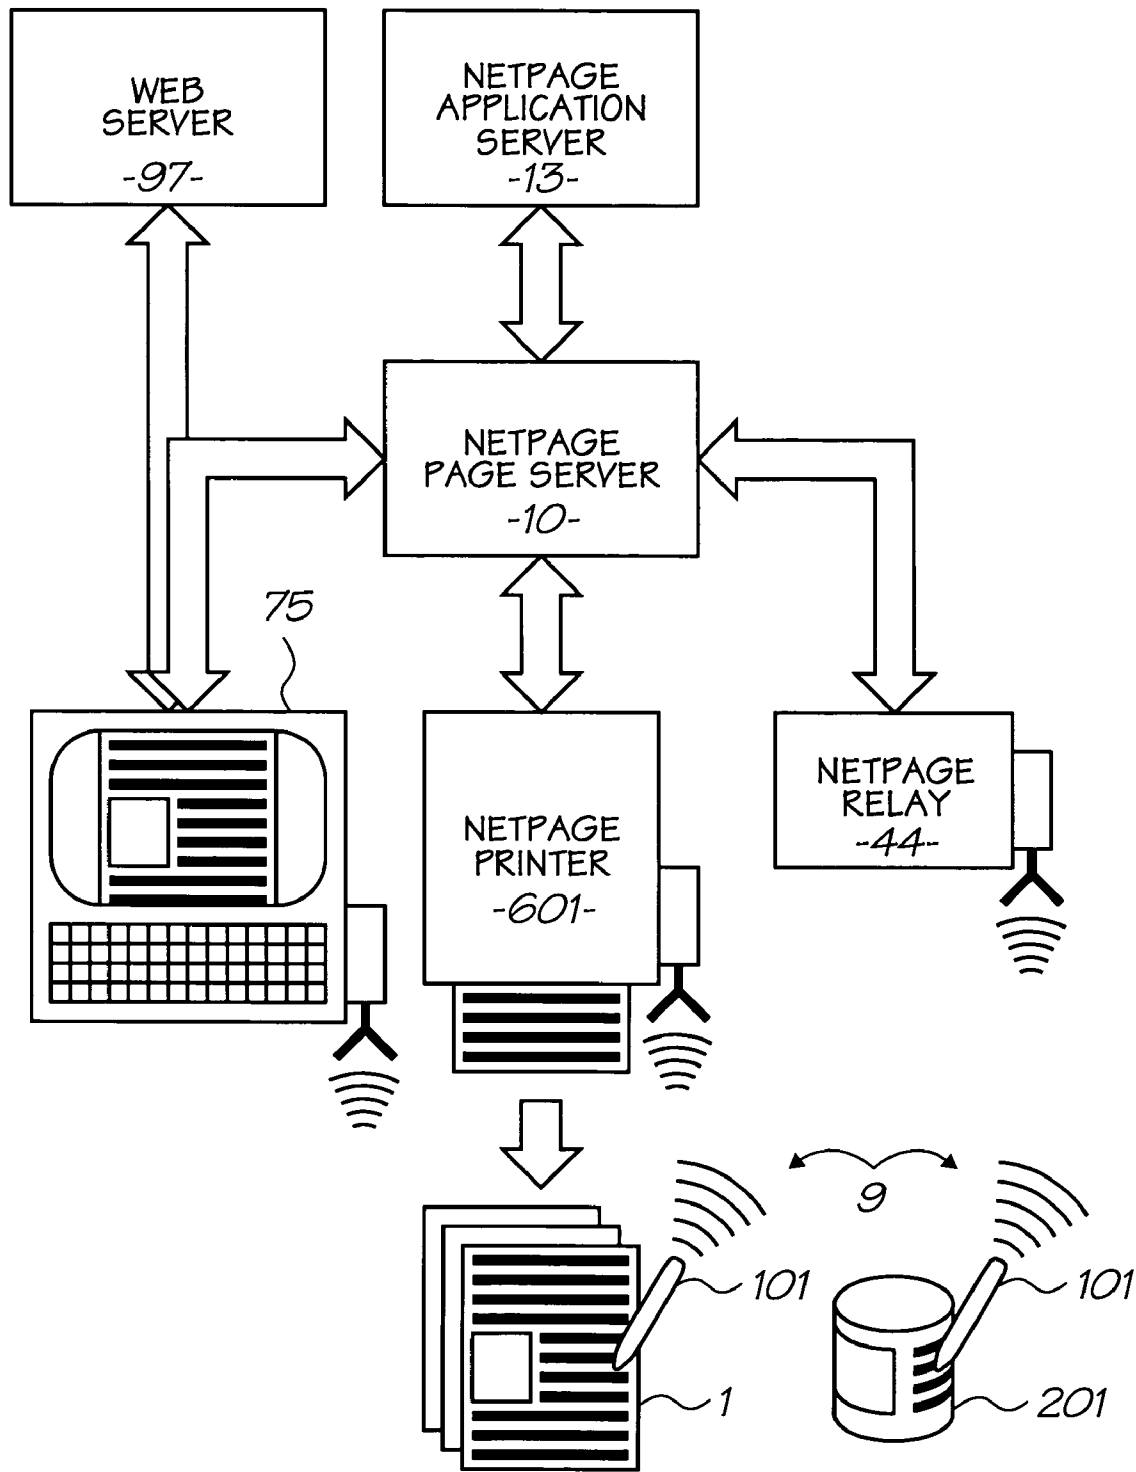 WEB
SERVER
-97-
NETPAGE
APPLICATION
SERVER
-13-
NETPAGE
PAGE SERVER
-10-
75
NETPAGE
PRINTER
-601-
NETPAGE
RELAY
-44-
9
101
101
1
201